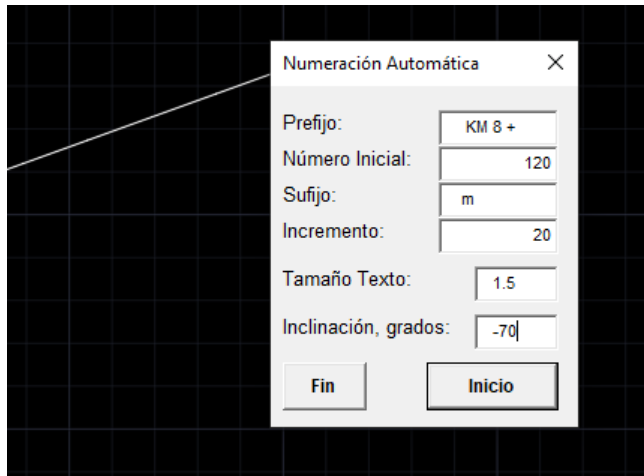 Numeración Automática
Prefijo: KM 8 +
Número Inicial: 120
Sufijo: m
Incremento: 20
Tamaño Texto: 1.5
Inclinación, grados: -70
Fin Inicio